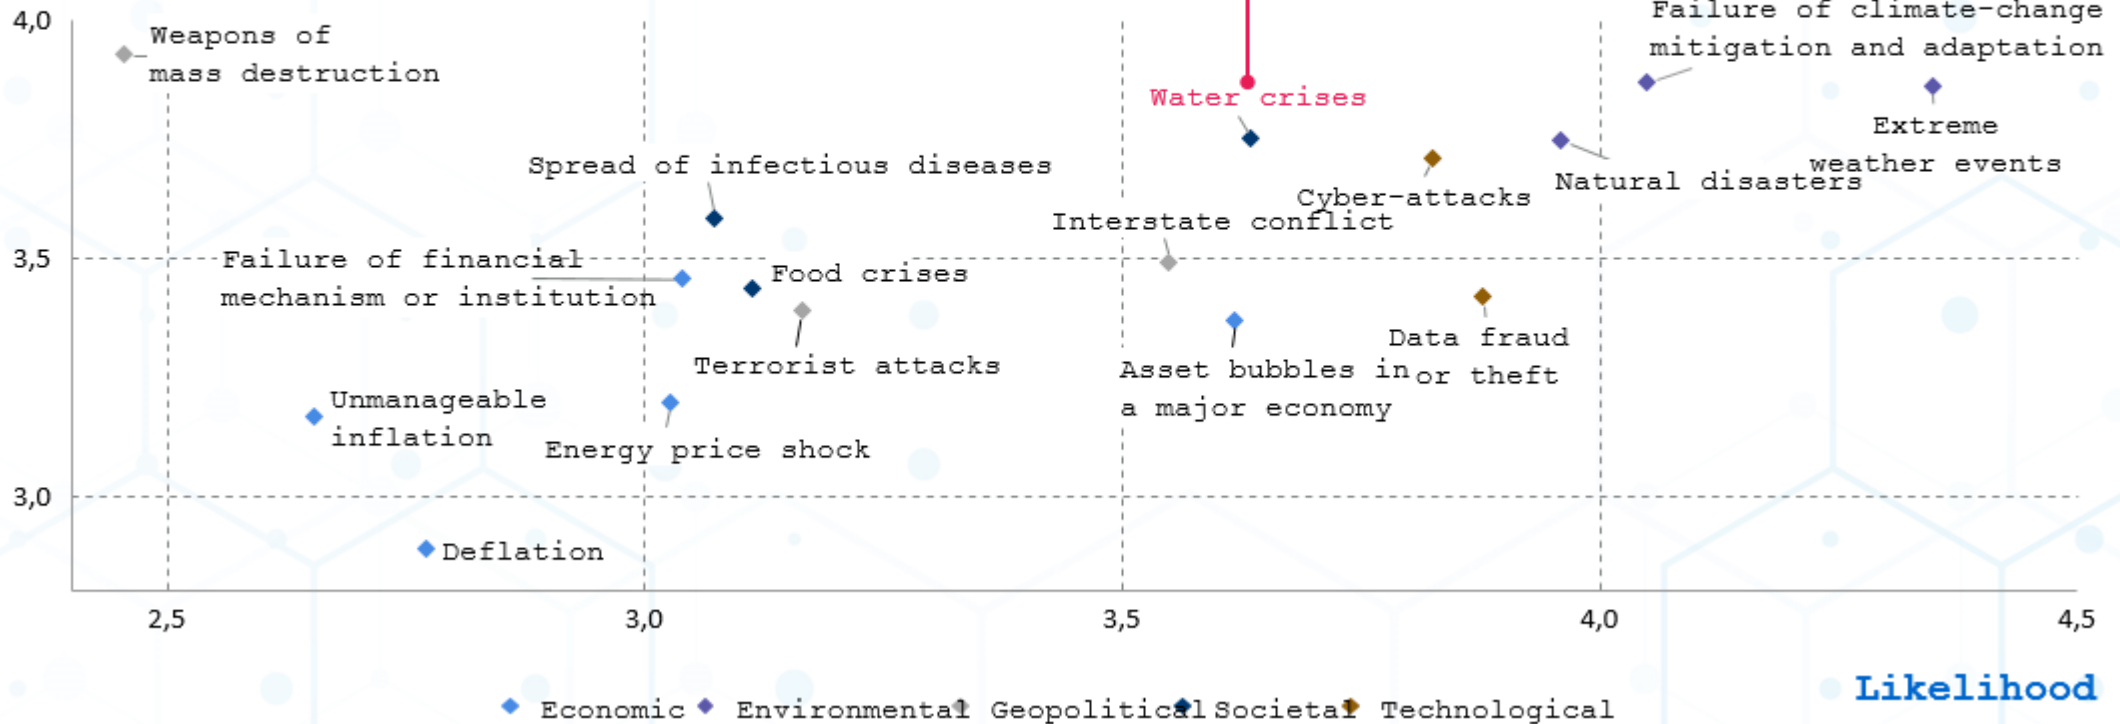 4,0
Weapons of
mass destruction
Failure of climate-change
mitigation and adaptation
Water crises
Extreme
weather events
Spread of infectious diseases
Natural disasters
Cyber-attacks
Interstate conflict
3,5
Failure of financial
mechanism or institution
Food crises
Data fraud
or theft
Terrorist attacks
Asset bubbles in
a major economy
Unmanageable
inflation
Energy price shock
3,0
Deflation
2,5
3,0
3,5
4,0
4,5
Likelihood
Economic
Environmental
Geopolitical
Societal
Technological